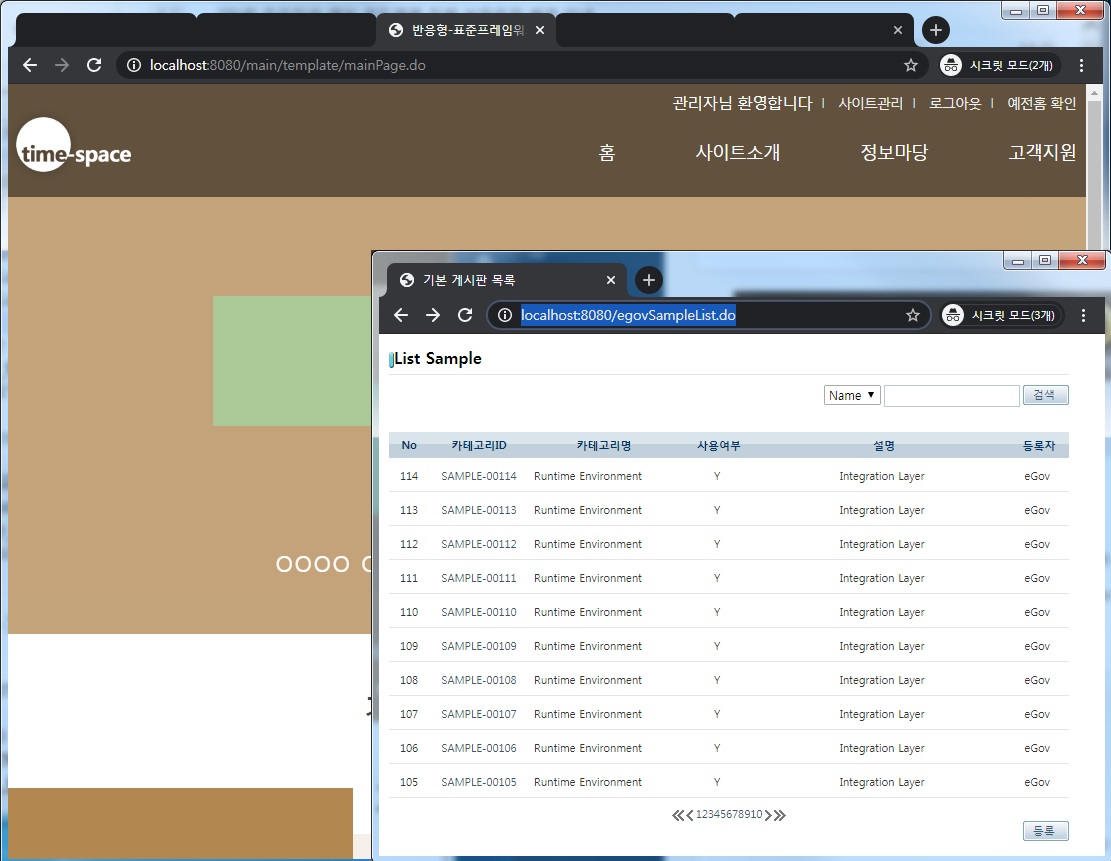 반응형-표준프레임워
localhost:8080/main/template/mainPage.do
시크릿 모드(2개)
관리자님 환영합니다 | 사이트관리 | 로그아웃 | 예전홈 확인
time-space
홈 사이트소개 정보마당 고객지원
OOOO
기본 게시판 목록
localhost:8080/egovSampleList.do
시크릿 모드(3개)
List Sample
Name 검색
No 카테고리ID 카테고리명 사용여부 설명 등록자
114 SAMPLE-00114 Runtime Environment Y Integration Layer eGov
113 SAMPLE-00113 Runtime Environment Y Integration Layer eGov
112 SAMPLE-00112 Runtime Environment Y Integration Layer eGov
111 SAMPLE-00111 Runtime Environment Y Integration Layer eGov
110 SAMPLE-00110 Runtime Environment Y Integration Layer eGov
109 SAMPLE-00109 Runtime Environment Y Integration Layer eGov
108 SAMPLE-00108 Runtime Environment Y Integration Layer eGov
107 SAMPLE-00107 Runtime Environment Y Integration Layer eGov
106 SAMPLE-00106 Runtime Environment Y Integration Layer eGov
105 SAMPLE-00105 Runtime Environment Y Integration Layer eGov
12345678910
등록